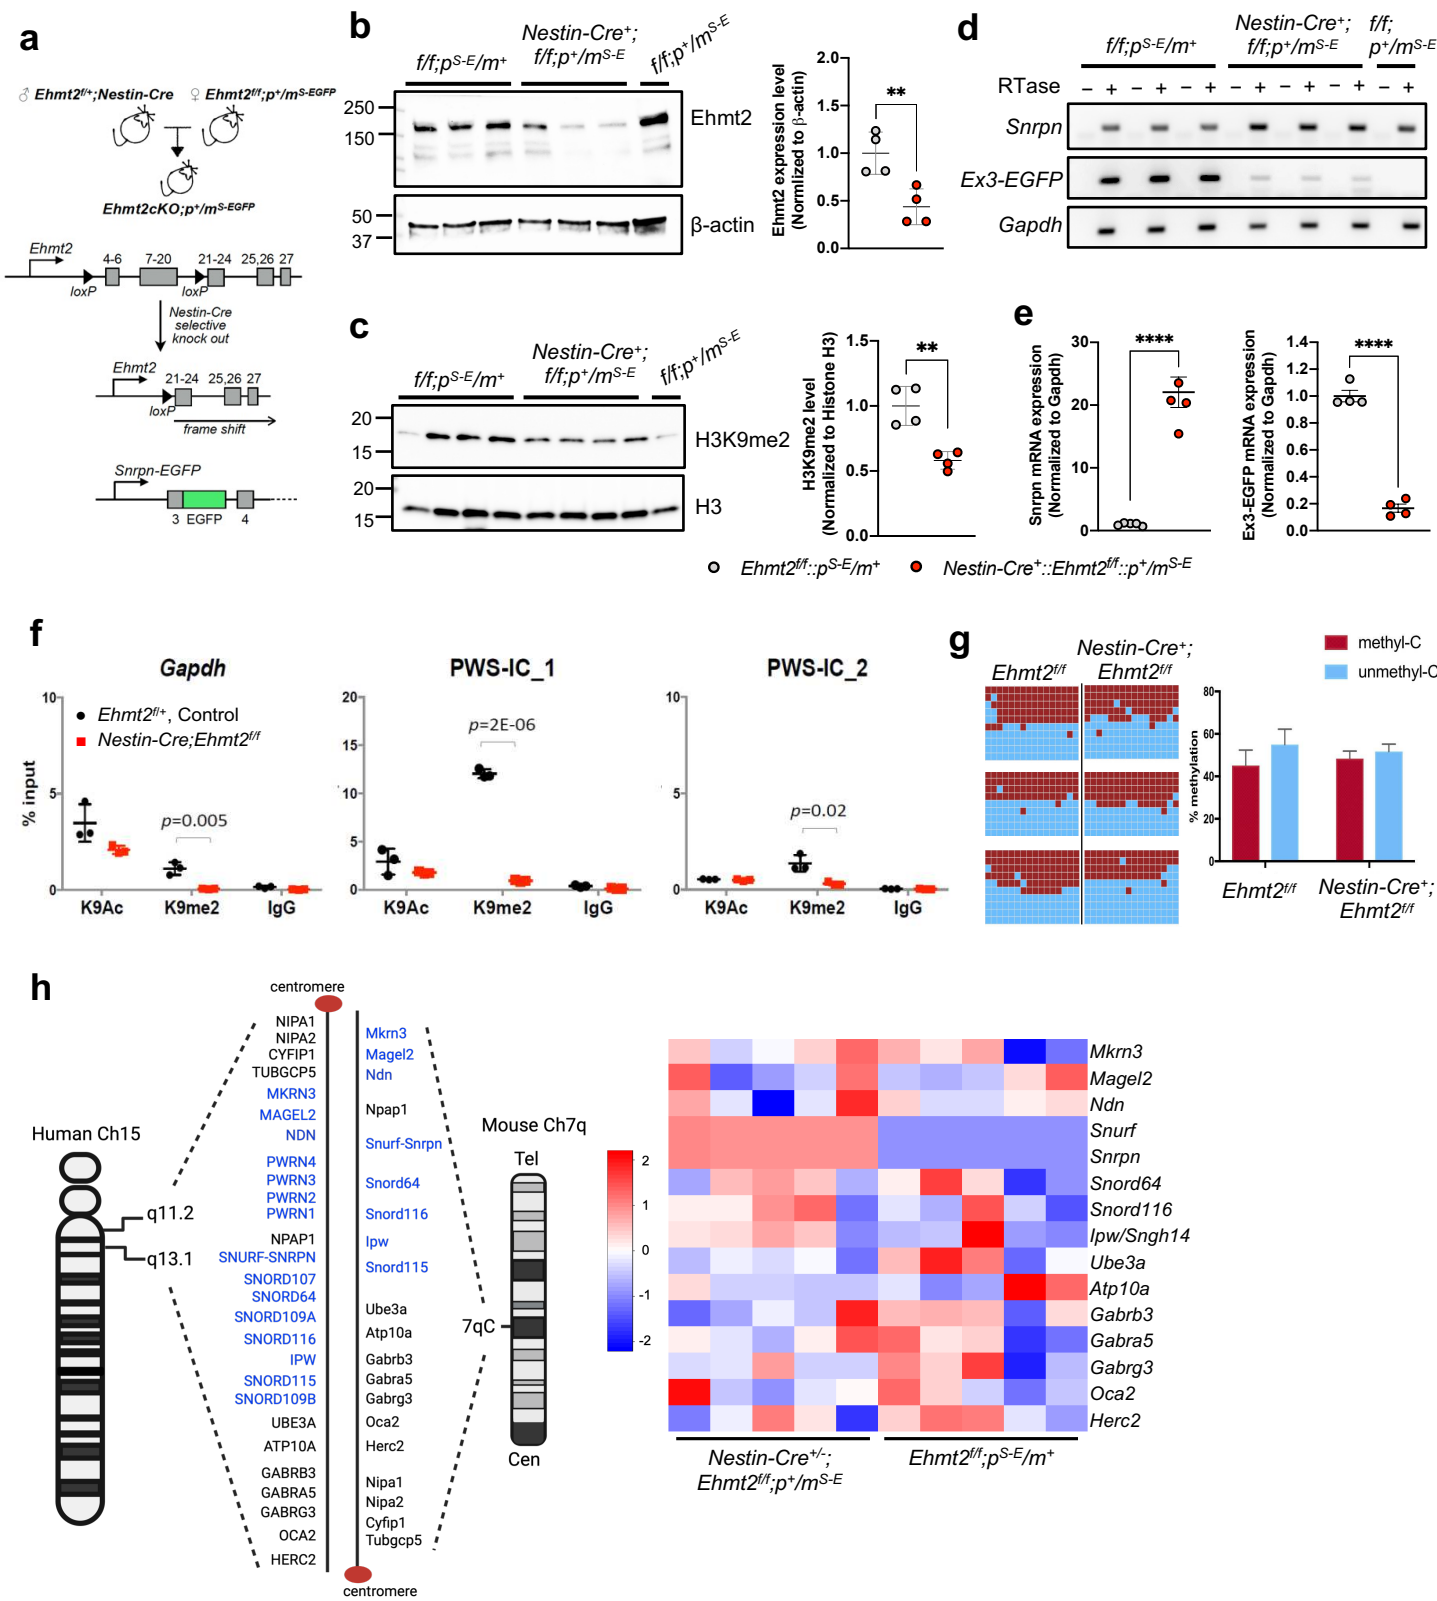 a
♂ Ehmt2f/+;Nestin-Cre ♀ Ehmt2f/f;p+/mS-EGFP
Ehmt2cKO;p+/mS-EGFP
Ehmt2
4-6 7-20 21-24 25,26 27
loxP loxP
Nestin-Cre
selective
knock out
Ehmt2
21-24 25,26 27
loxP
frame shift
Snrpn-EGFP
3 EGFP 4
b
f/f;pS-E/m+
Nestin-Cre+;
f/f;p+/mS-E
f/f;p+/mS-E
250
150
Ehmt2
50
37
β-actin
Ehmt2 expression level
(Normlized to β-actin)
2.0
1.5
1.0
0.5
0.0
**
c
f/f;pS-E/m+
Nestin-Cre+;
f/f;p+/mS-E
f/f;p+/mS-E
20
15
H3K9me2
20
15
H3
H3K9me2 level
(Normalized to Histone H3)
1.5
1.0
0.5
0.0
**
d
f/f;pS-E/m+
Nestin-Cre+;
f/f;p+/mS-E
f/f;
p+/mS-E
RTase − + − + − + − + − + − + − +
Snrpn
Ex3-EGFP
Gapdh
e
Snrpn mRNA expression
(Normalized to Gapdh)
30
20
10
0
****
Ex3-EGFP mRNA expression
(Normalized to Gapdh)
1.4
1.2
1.0
0.8
0.6
0.4
0.2
0.0
****
Ehmt2f/f::pS-E/m+ Nestin-Cre+::Ehmt2f/f::p+/mS-E
f
Gapdh
% input
10
5
0
Ehmt2f/+, Control
Nestin-Cre;Ehmt2f/f
p=0.005
K9Ac K9me2 IgG
PWS-IC_1
20
15
10
5
0
p=2E-06
K9Ac K9me2 IgG
PWS-IC_2
10
5
0
p=0.02
K9Ac K9me2 IgG
g
Ehmt2f/f
Nestin-Cre+;
Ehmt2f/f
methyl-C
unmethyl-C
% methylation
80
60
40
20
0
Ehmt2f/f
Nestin-Cre+;
Ehmt2f/f
h
Human Ch15
q11.2
q13.1
centromere
NIPA1
NIPA2
CYFIP1
TUBGCP5
MKRN3
MAGEL2
NDN
PWRN4
PWRN3
PWRN2
PWRN1
NPAP1
SNURF-SNRPN
SNORD107
SNORD64
SNORD109A
SNORD116
IPW
SNORD115
SNORD109B
UBE3A
ATP10A
GABRB3
GABRA5
GABRG3
OCA2
HERC2
Mkrn3
Magel2
Ndn
Npap1
Snurf-Snrpn
Snord64
Snord116
Ipw
Snord115
Ube3a
Atp10a
Gabrb3
Gabra5
Gabrg3
Oca2
Herc2
Nipa1
Nipa2
Cyfip1
Tubgcp5
centromere
Mouse Ch7q
Tel
7qC
Cen
2
1
0
-1
-2
Mkrn3
Magel2
Ndn
Snurf
Snrpn
Snord64
Snord116
Ipw/Sngh14
Ube3a
Atp10a
Gabrb3
Gabra5
Gabrg3
Oca2
Herc2
Nestin-Cre+/-;
Ehmt2f/f;p+/mS-E
Ehmt2f/f;pS-E/m+